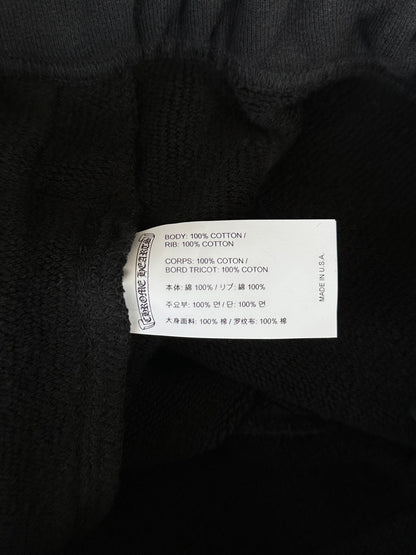 CHROME HEARTS
BODY: 100% COTTON /
RIB: 100% COTTON
CORPS: 100% COTON /
BORD TRICOT: 100% COTON
本体: 綿 100% / リブ: 綿 100%
주요부: 100% 면 / 단: 100% 면
大身面料: 100% 棉 / 罗纹布: 100% 棉
MADE IN U.S.A.